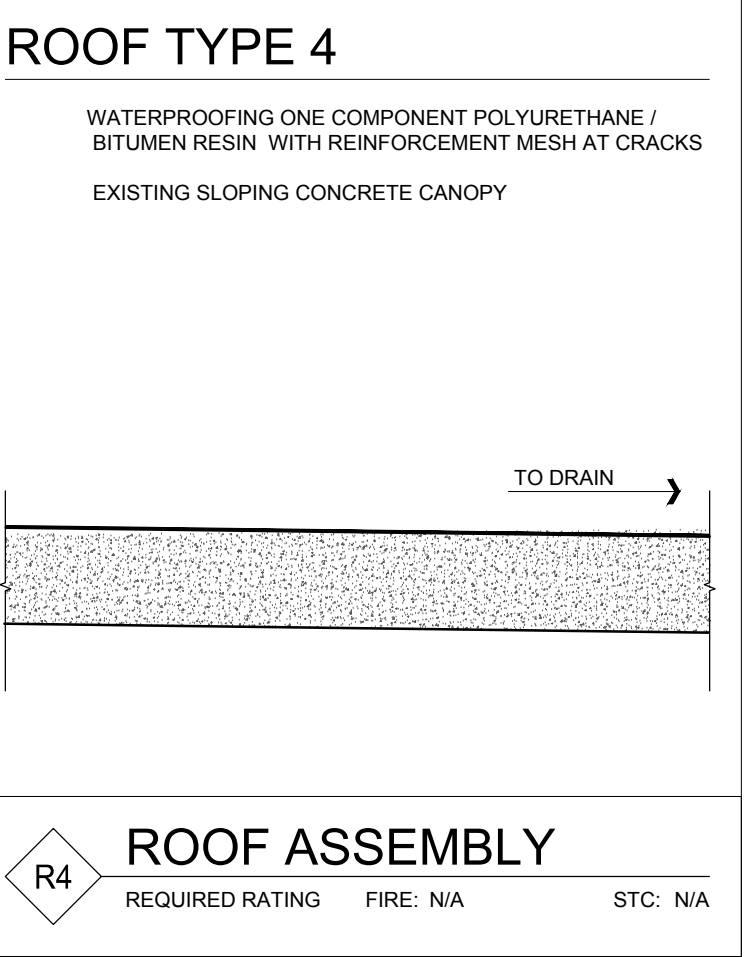 ROOF TYPE 4
WATERPROOFING ONE COMPONENT POLYURETHANE /
BITUMEN RESIN WITH REINFORCEMENT MESH AT CRACKS
EXISTING SLOPING CONCRETE CANOPY
TO DRAIN
R4
ROOF ASSEMBLY
REQUIRED RATING FIRE: N/A STC: N/A